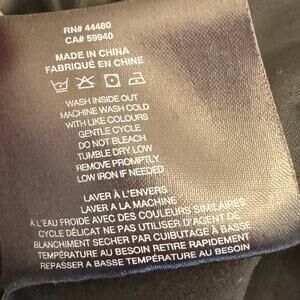 RN# 44480
CA# 59940
MADE IN CHINA
FABRIQUÉ EN CHINE
WASH INSIDE OUT
MACHINE WASH COLD
WITH LIKE COLOURS
GENTLE CYCLE
DO NOT BLEACH
TUMBLE DRY LOW
REMOVE PROMPTLY
LOW IRON IF NEEDED
LAVER À L'ENVERS
LAVER A LA MACHINE
À L'EAU FROIDE AVEC DES COULEURS SIMILAIRES
CYCLE DÉLICAT NE PAS UTILISER D'AGENT DE
BLANCHIMENT SECHER PAR CUIBUTAGE À BASSE
TEMPÉRATURE AU BESOIN RETIRE RAPIDEMENT
REPASSER A BASSE TEMPÉRATURE AU BESOIN